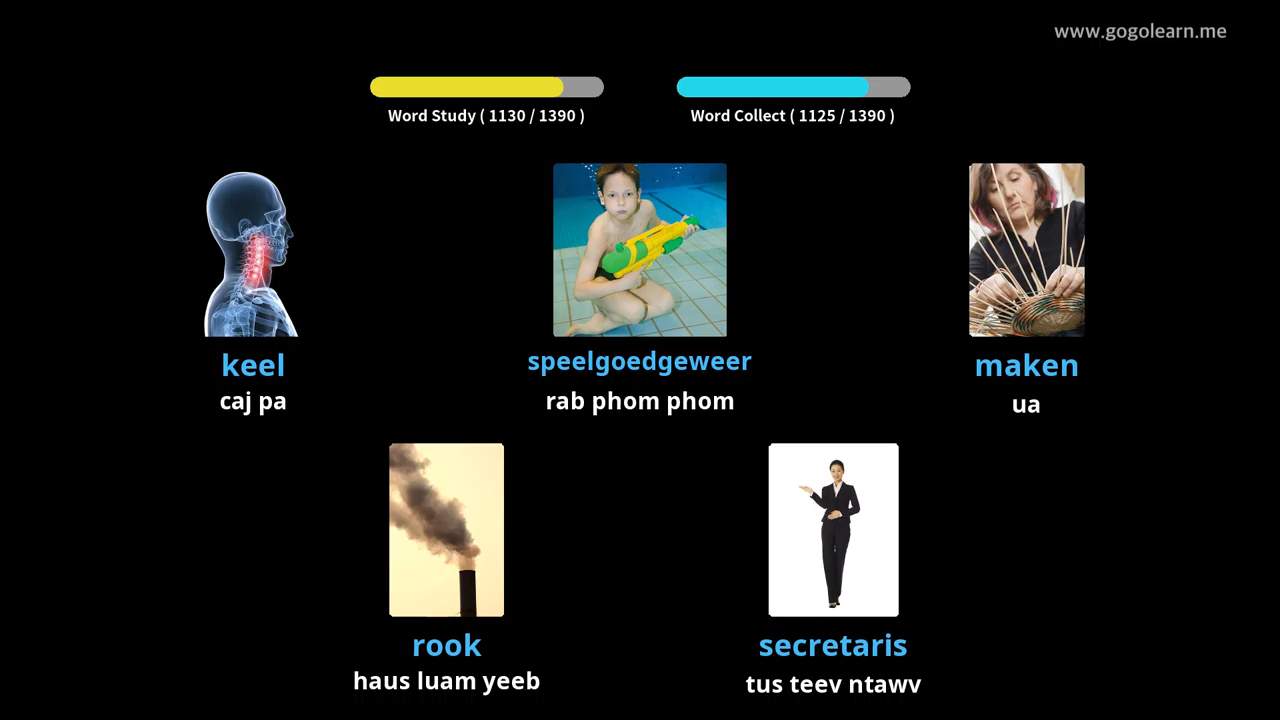 www.gogolearn.me
Word Study ( 1130 / 1390 )
Word Collect ( 1125 / 1390 )
keel
caj pa
speelgoedgeweer
rab phom phom
maken
ua
rook
haus luam yeeb
secretaris
tus teev ntawv